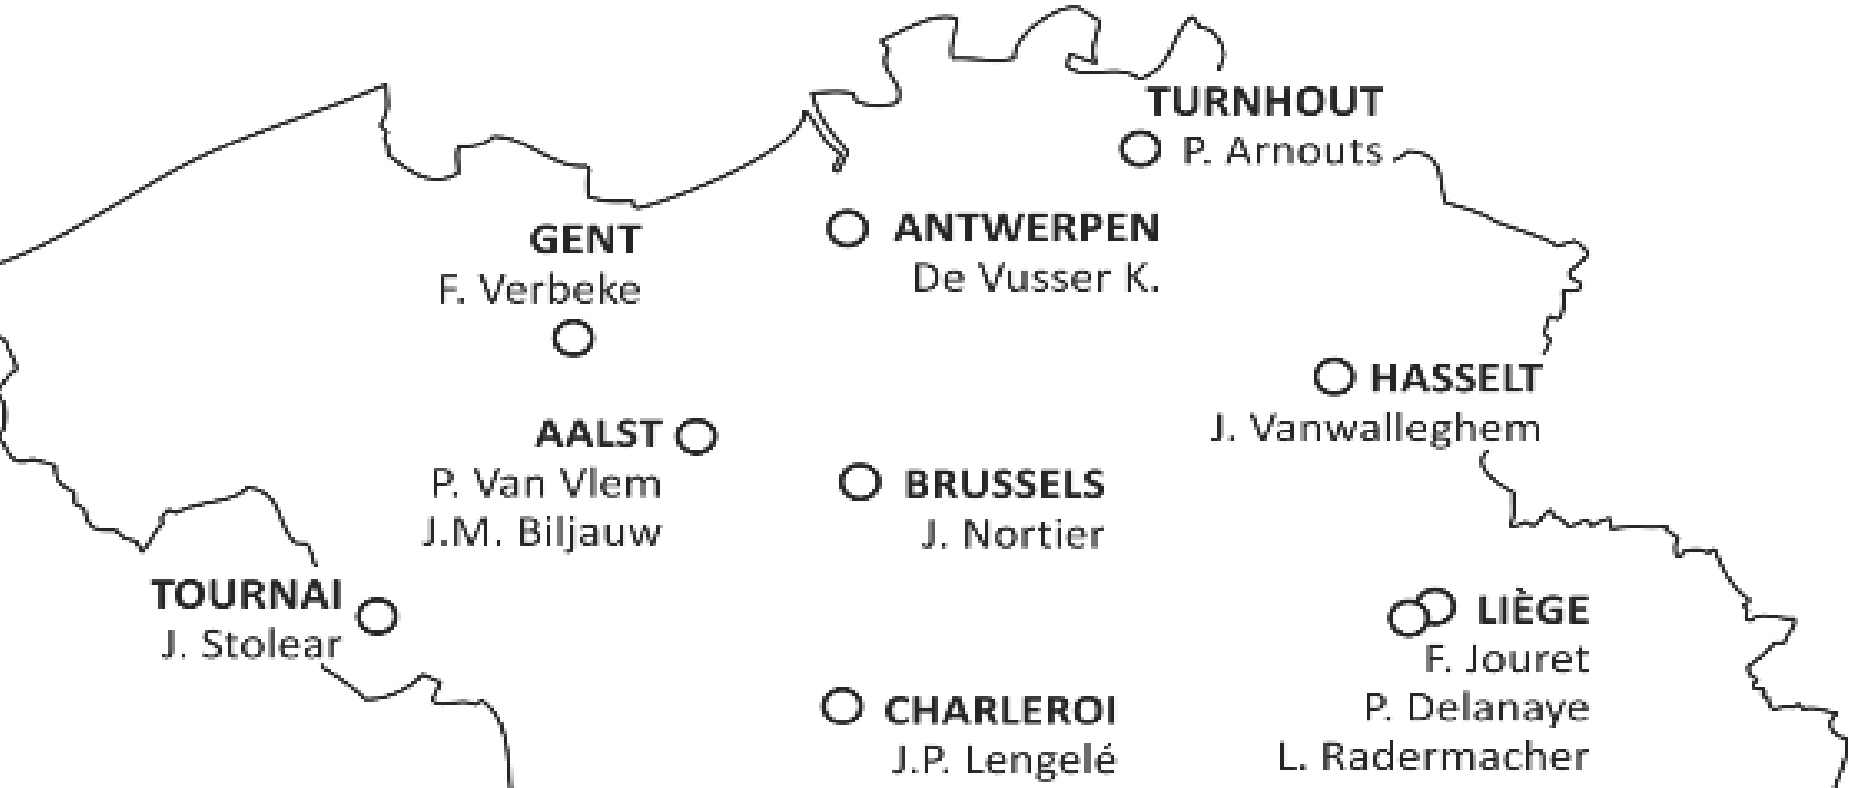 TURNHOUT
P. Arnouts
ANTWERPEN
De Vusser K.
GENT
F. Verbeke
HASSELT
J. Vanwalleghem
AALST
P. Van Vlem
J.M. Biljauw
BRUSSELS
J. Nortier
TOURNAI
J. Stolear
LIÈGE
F. Jouret
P. Delanaye
L. Radermacher
CHARLEROI
J.P. Lengelé